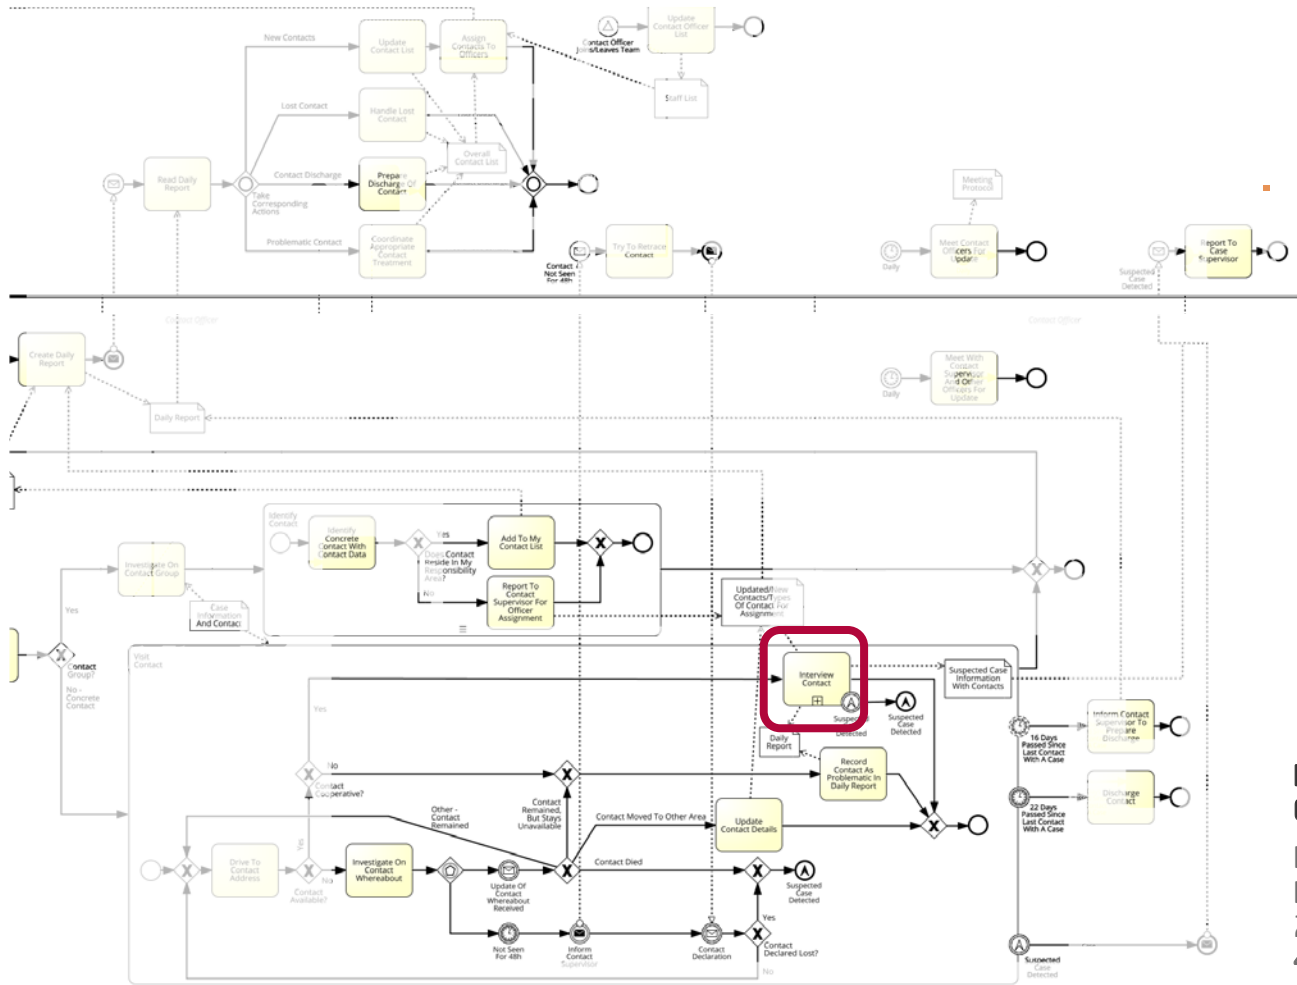 New Contacts
Update
Contact List
Assign
Contacts To
Officers
Contact Officer
Joins/Leaves Team
Update
Contact Officer
List
Staff List
Lost Contact
Handle Lost
Contact
Overall
Contact List
Read Daily
Report
Take
Corresponding
Actions
Contact Discharge
Prepare
Discharge Of
Contact
Problematic Contact
Coordinate
Appropriate
Contact
Treatment
Contact
Not Seen
For 48h
Try To Retrace
Contact
Meeting
Protocol
Daily
Meet Contact
Officers For
Update
Suspected
Case
Detected
Report To
Case
Supervisor
Contact Officer
Contact Officer
Create Daily
Report
Daily Report
Daily
Meet With
Contact
Supervisor
And Other
Officers For
Update
Identify
Contact
Identify
Concrete
Contact With
Contact Data
Yes
Does Contact
Reside In My
Responsibility
Area?
No
Add To My
Contact List
Report To
Contact
Supervisor For
Officer
Assignment
Investigate On
Contact Group
Case
Information
And Contact
Updated/New
Contacts/Types
Of Contact For
Assignment
Yes
Contact
Group?
No -
Concrete
Contact
Visit
Contact
Interview
Contact
Suspected
Detected
Suspected
Case
Detected
Suspected Case
Information
With Contacts
Yes
Daily
Report
No
Contact
Cooperative?
Record
Contact As
Problematic In
Daily Report
16 Days
Passed Since
Last Contact
With A Case
Inform Contact
Supervisor To
Prepare
Discharge
22 Days
Passed Since
Last Contact
With A Case
Discharge
Contact
Other -
Contact
Remained
Contact
Remained,
But Stays
Unavailable
Contact Moved To Other Area
Update
Contact Details
Yes
Drive To
Contact
Address
Contact
Available?
No
Investigate On
Contact
Whereabout
Update Of
Contact
Whereabout
Received
Contact Died
Suspected
Case
Detected
Not Seen
For 48h
Inform
Contact
Supervisor
Contact
Declaration
Yes
Contact
Declared Lost?
No
Suspected
Case
Detected